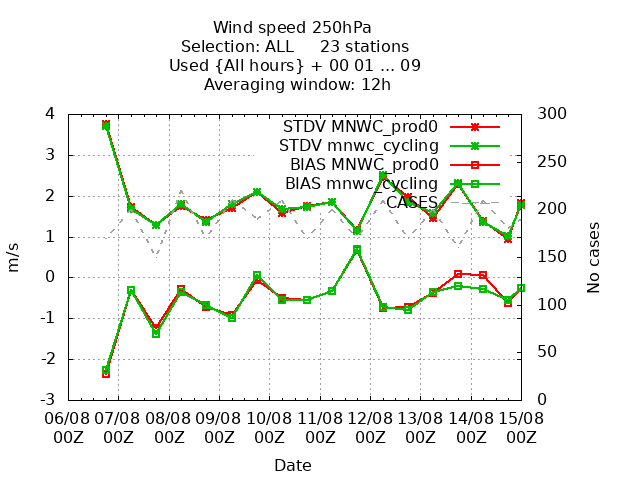 Wind speed 250hPa
Selection: ALL     23 stations
Used {All hours} + 00 01 ... 09
Averaging window: 12h
STDV MNWC_prod0
STDV mnwc_cycling
BIAS MNWC_prod0
BIAS mnwc_cycling
CASES
4
3
2
1
0
-1
-2
-3
m/s
300
250
200
150
100
50
0
No cases
06/08 07/08 08/08 09/08 10/08 11/08 12/08 13/08 14/08 15/08
00Z 00Z 00Z 00Z 00Z 00Z 00Z 00Z 00Z 00Z
Date